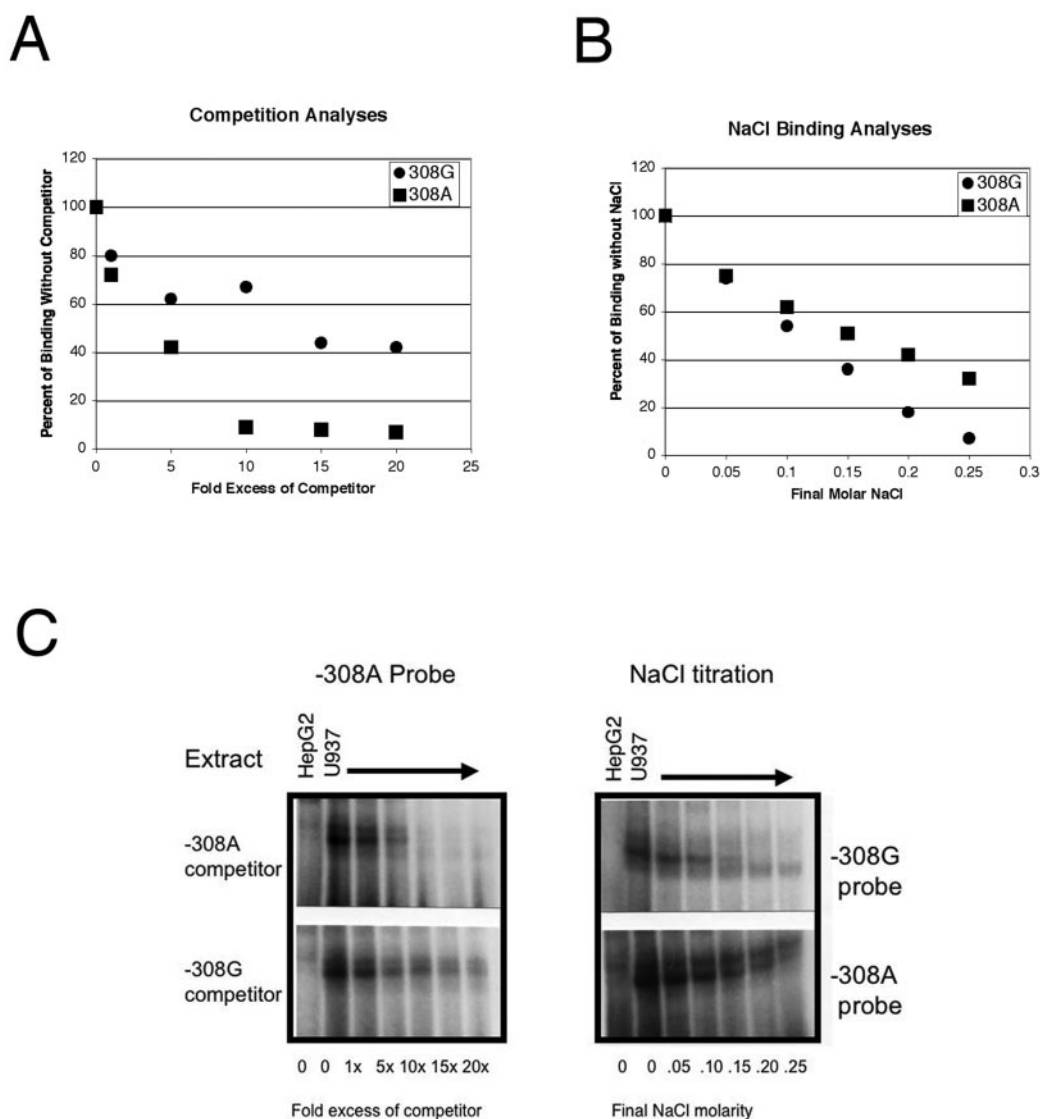 A
Competition Analyses
Percent of Binding Without Competitor
120
100
80
60
40
20
0
308G
308A
0 5 10 15 20 25
Fold Excess of Competitor
B
NaCl Binding Analyses
Percent of Binding without NaCl
120
100
80
60
40
20
0
308G
308A
0 0.05 0.1 0.15 0.2 0.25 0.3
Final Molar NaCl
C
-308A Probe
Extract
HepG2
U937
-308A
competitor
-308G
competitor
0 0 1x 5x 10x 15x 20x
Fold excess of competitor
NaCl titration
HepG2
U937
-308G
probe
-308A
probe
0 0 .05 .10 .15 .20 .25
Final NaCl molarity